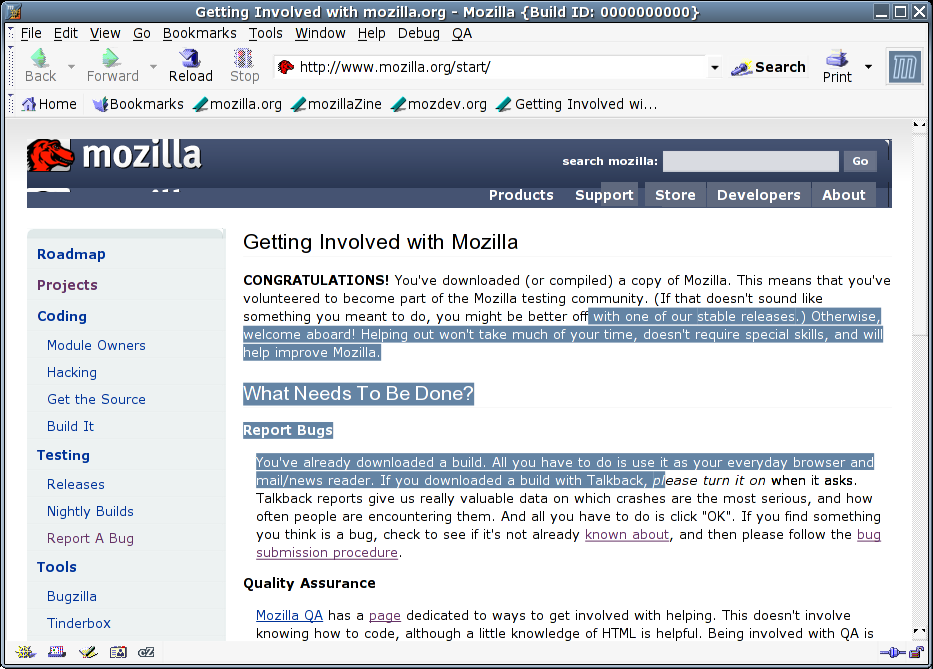 Getting Involved with mozilla.org - Mozilla {Build ID: 0000000000}
File Edit View Go Bookmarks Tools Window Help Debug QA
Back Forward Reload Stop http://www.mozilla.org/start/ Search Print m
Home Bookmarks mozilla.org mozillaZine mozdev.org Getting Involved wi...
mozilla
search mozilla: Go
Products Support Store Developers About
Roadmap
Projects
Coding
Module Owners
Hacking
Get the Source
Build It
Testing
Releases
Nightly Builds
Report A Bug
Tools
Bugzilla
Tinderbox
Getting Involved with Mozilla
CONGRATULATIONS! You've downloaded (or compiled) a copy of Mozilla. This means that you've
volunteered to become part of the Mozilla testing community. (If that doesn't sound like
something you meant to do, you might be better off with one of our stable releases.) Otherwise,
welcome aboard! Helping out won't take much of your time, doesn't require special skills, and will
help improve Mozilla.
What Needs To Be Done?
Report Bugs
You've already downloaded a build. All you have to do is use it as your everyday browser and
mail/news reader. If you downloaded a build with Talkback, please turn it on when it asks.
Talkback reports give us really valuable data on which crashes are the most serious, and how
often people are encountering them. And all you have to do is click "OK". If you find something
you think is a bug, check to see if it's not already known about, and then please follow the bug
submission procedure.
Quality Assurance
Mozilla QA has a page dedicated to ways to get involved with helping. This doesn't involve
knowing how to code, although a little knowledge of HTML is helpful. Being involved with QA is
cZ